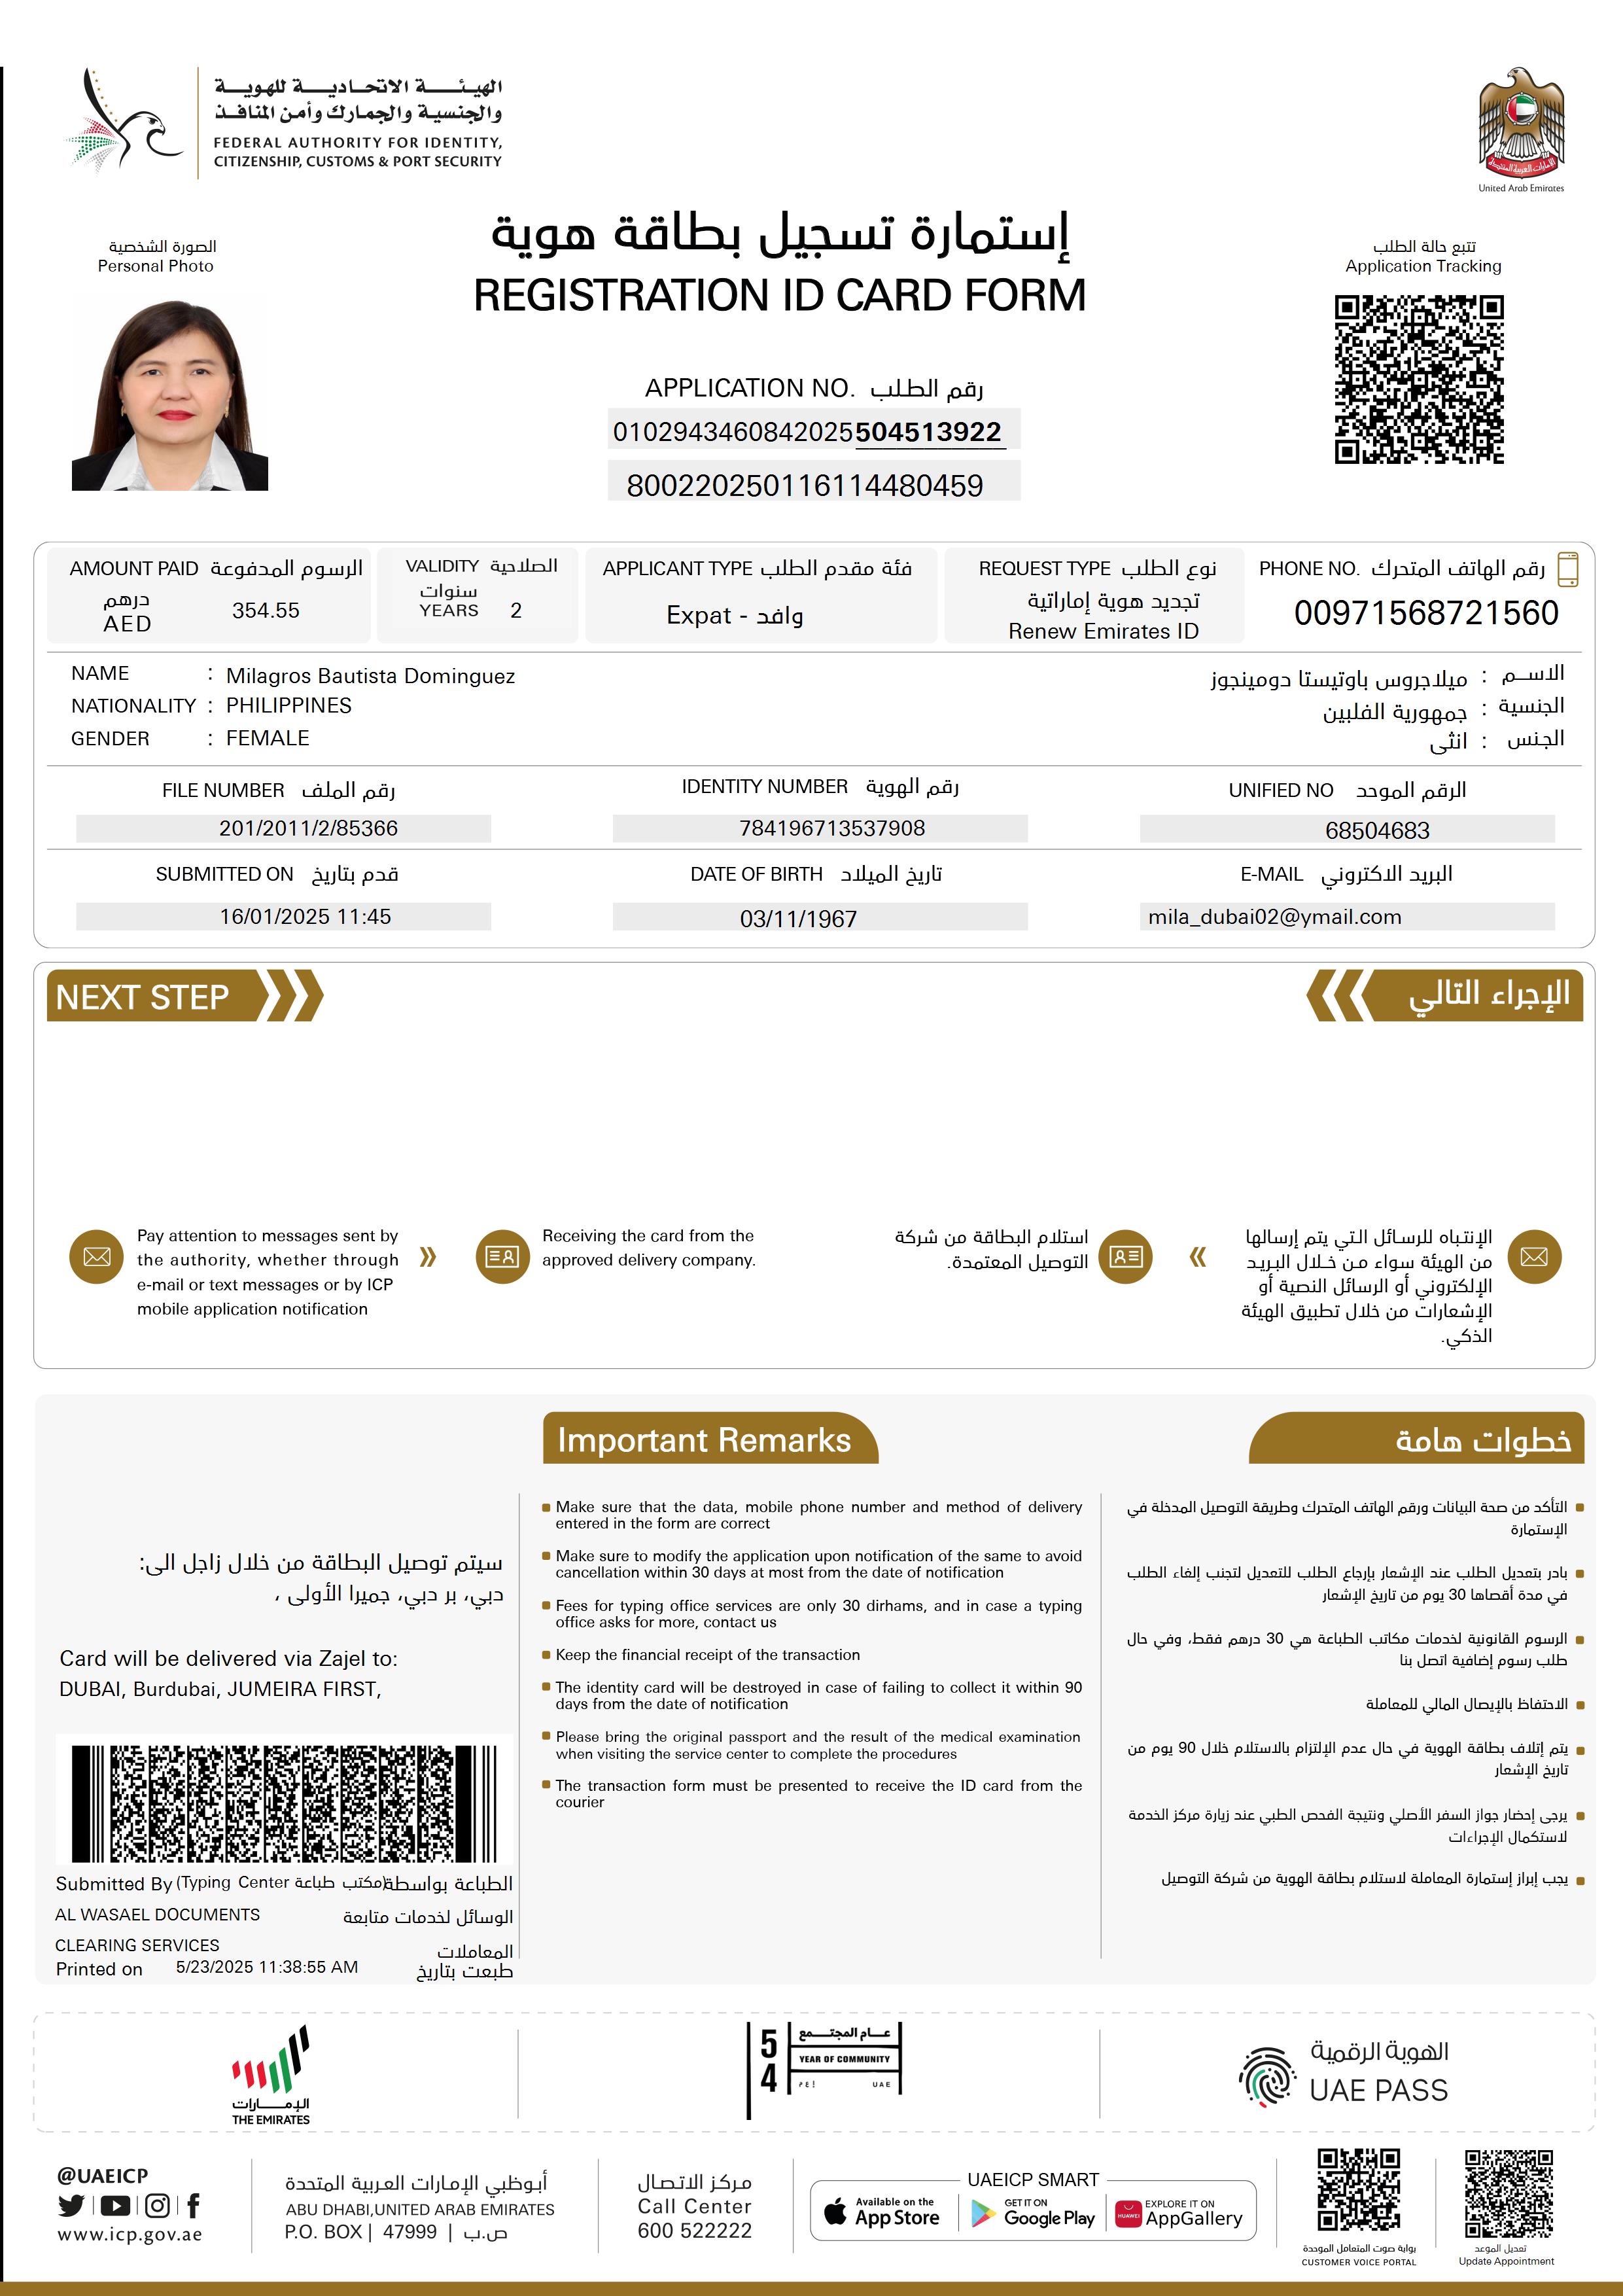 الهيئـــة الاتحـاديـــة للهويـــة
والجنسية والجمارك وأمن المنافـذ
FEDERAL AUTHORITY FOR IDENTITY,
CITIZENSHIP, CUSTOMS & PORT SECURITY
الإمارات العربية المتحدة
United Arab Emirates
إستمارة تسجيل بطاقة هوية
REGISTRATION ID CARD FORM
الصورة الشخصية
Personal Photo
تتبع حالة الطلب
Application Tracking
APPLICATION NO. رقم الطلب
0102943460842025504513922
800220250116114480459
AMOUNT PAID الرسوم المدفوعة
درهم
AED 354.55
VALIDITY الصلاحية
سنوات
YEARS 2
APPLICANT TYPE فئة مقدم الطلب
Expat - وافد
REQUEST TYPE نوع الطلب
تجديد هوية إماراتية
Renew Emirates ID
PHONE NO. رقم الهاتف المتحرك
00971568721560
NAME : Milagros Bautista Dominguez
الاســم : ميلاجروس باوتيستا دومينجوز
NATIONALITY : PHILIPPINES
الجنسية : جمهورية الفلبين
GENDER : FEMALE
الجنس : انثى
FILE NUMBER رقم الملف
201/2011/2/85366
IDENTITY NUMBER رقم الهوية
784196713537908
UNIFIED NO الرقم الموحد
68504683
SUBMITTED ON قدم بتاريخ
16/01/2025 11:45
DATE OF BIRTH تاريخ الميلاد
03/11/1967
E-MAIL البريد الاكتروني
mila_dubai02@ymail.com
NEXT STEP
الإجراء التالي
Pay attention to messages sent by
the authority, whether through
e-mail or text messages or by ICP
mobile application notification
Receiving the card from the
approved delivery company.
استلام البطاقة من شركة
التوصيل المعتمدة.
الإنتباه للرسائل التي يتم إرسالها
من الهيئة سواء مـن خـلال البريـد
الإلكتروني أو الرسائل النصية أو
الإشعارات من خلال تطبيق الهيئة
الذكي.
سيتم توصيل البطاقة من خلال زاجل الى:
دبي، بر دبي، جميرا الأولى ،
Card will be delivered via Zajel to:
DUBAI, Burdubai, JUMEIRA FIRST,
Submitted By (Typing Center مكتب طباعة) الطباعة بواسطة
AL WASAEL DOCUMENTS الوسائل لخدمات متابعة
CLEARING SERVICES المعاملات
Printed on 5/23/2025 11:38:55 AM طبعت بتاريخ
Important Remarks
Make sure that the data, mobile phone number and method of delivery
entered in the form are correct
Make sure to modify the application upon notification of the same to avoid
cancellation within 30 days at most from the date of notification
Fees for typing office services are only 30 dirhams, and in case a typing
office asks for more, contact us
Keep the financial receipt of the transaction
The identity card will be destroyed in case of failing to collect it within 90
days from the date of notification
Please bring the original passport and the result of the medical examination
when visiting the service center to complete the procedures
The transaction form must be presented to receive the ID card from the
courier
خطوات هامة
التأكد من صحة البيانات ورقم الهاتف المتحرك وطريقة التوصيل المدخلة في
الإستمارة
بادر بتعديل الطلب عند الإشعار بإرجاع الطلب للتعديل لتجنب إلغاء الطلب
في مدة أقصاها 30 يوم من تاريخ الإشعار
الرسوم القانونية لخدمات مكاتب الطباعة هي 30 درهم فقط، وفي حال
طلب رسوم إضافية اتصل بنا
الاحتفاظ بالإيصال المالي للمعاملة
يتم إتلاف بطاقة الهوية في حال عدم الإلتزام بالاستلام خلال 90 يوم من
تاريخ الإشعار
يرجى إحضار جواز السفر الأصلي ونتيجة الفحص الطبي عند زيارة مركز الخدمة
لاستكمال الإجراءات
يجب إبراز إستمارة المعاملة لاستلام بطاقة الهوية من شركة التوصيل
الإمـــارات
THE EMIRATES
54
عــام المجتمــع
YEAR OF COMMUNITY
إ ع م UAE
الهوية الرقمية
UAE PASS
@UAEICP
www.icp.gov.ae
أبوظبي الإمارات العربية المتحدة
ABU DHABI,UNITED ARAB EMIRATES
P.O. BOX | 47999 | ص.ب
مركز الاتصال
Call Center
600 522222
UAEICP SMART
Available on the
App Store
GET IT ON
Google Play
HUAWEI
EXPLORE IT ON
AppGallery
بوابة صوت المتعامل الموحدة
CUSTOMER VOICE PORTAL
تعديل الموعد
Update Appointment